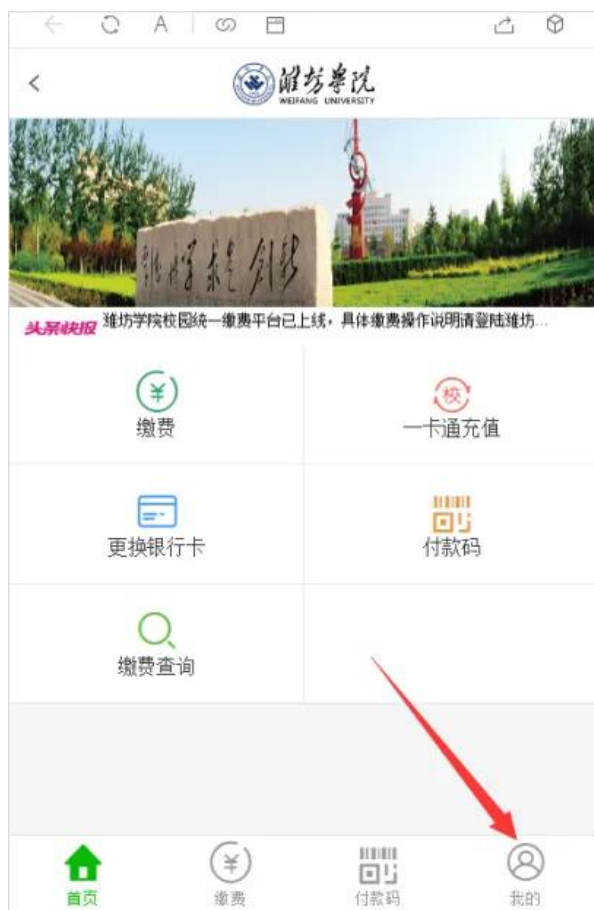 A
潍坊学院
WEIFANG UNIVERSITY
头条快报 潍坊学院校园统一缴费平台已上线，具体缴费操作说明请登陆潍坊...
缴费
校
一卡通充值
更换银行卡
付款码
缴费查询
首页
缴费
付款码
我的